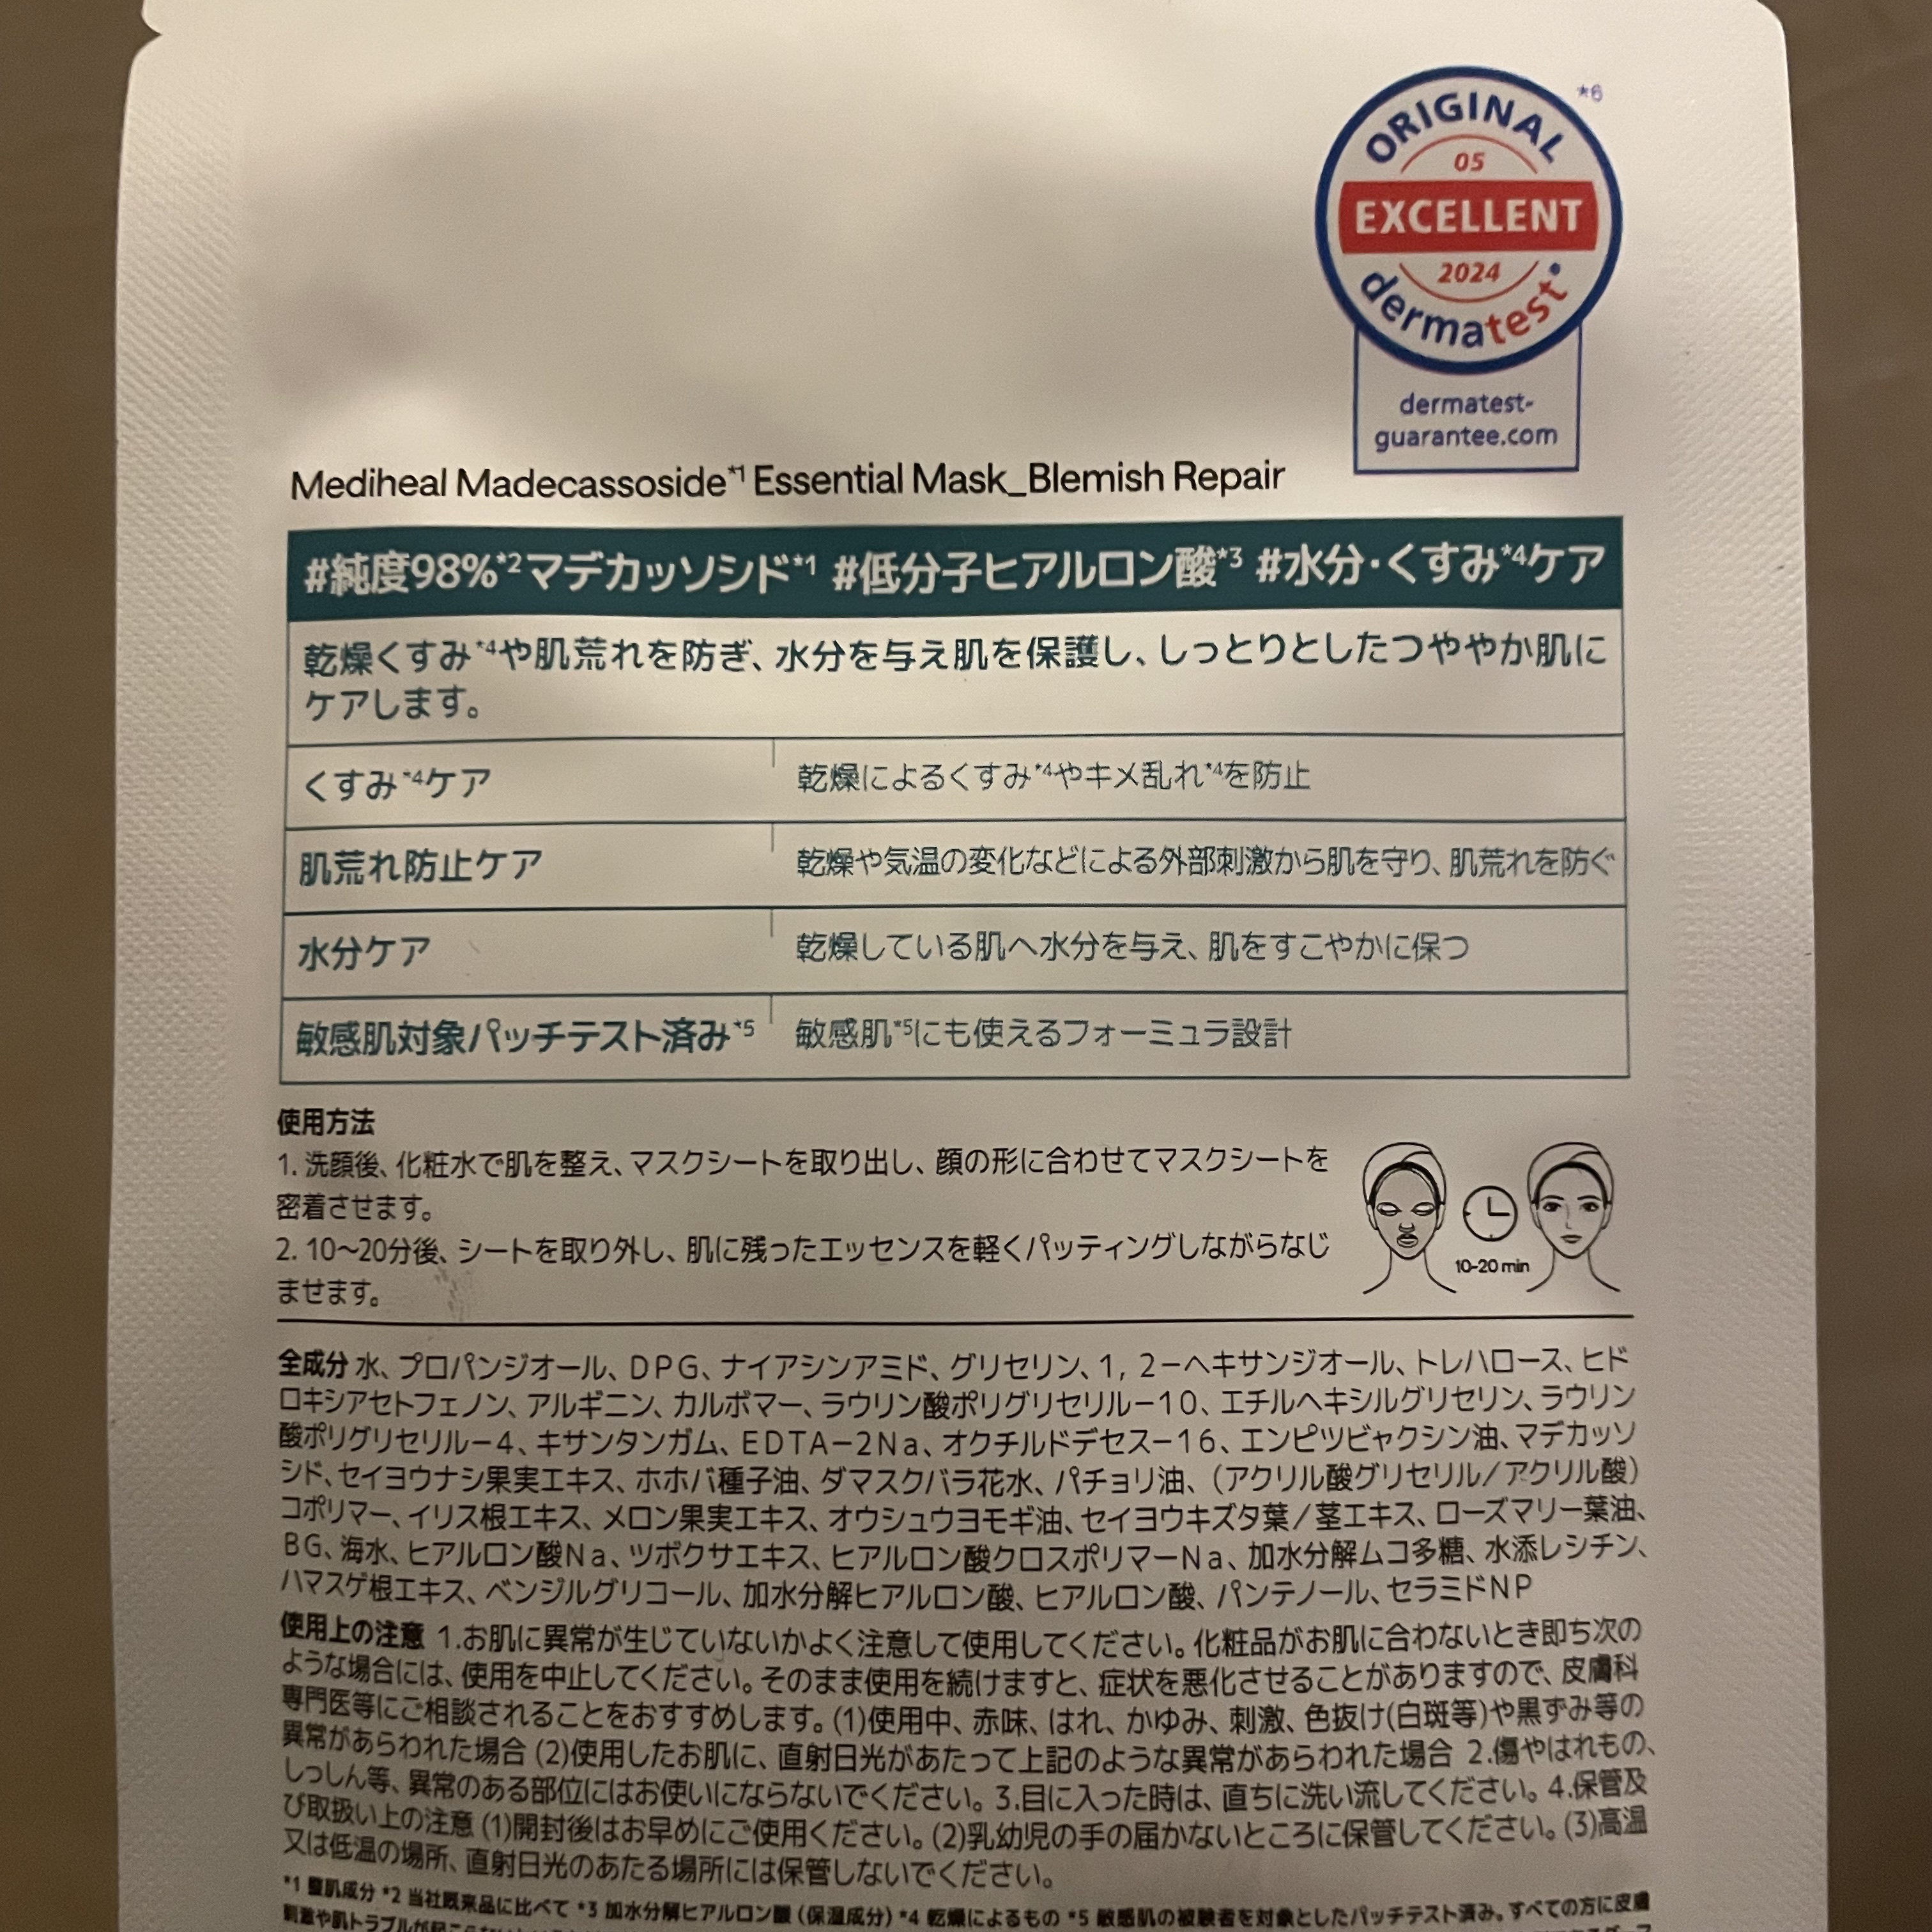 *6
ORIGINAL
05
EXCELLENT
2024
dermatest
dermatest-
guarantee.com
Mediheal Madecassoside*1 Essential Mask_Blemish Repair
#純度98%*2マデカッソシド*1 #低分子ヒアルロン酸*3 #水分・くすみ*4ケア
乾燥くすみ*4や肌荒れを防ぎ、水分を与え肌を保護し、しっとりとしたつややか肌に
ケアします。
くすみ*4ケア
乾燥によるくすみ*4やキメ乱れ*4を防止
肌荒れ防止ケア
乾燥や気温の変化などによる外部刺激から肌を守り、肌荒れを防ぐ
水分ケア
乾燥している肌へ水分を与え、肌をすこやかに保つ
敏感肌対象パッチテスト済み*5
敏感肌*5にも使えるフォーミュラ設計
使用方法
1. 洗顔後、化粧水で肌を整え、マスクシートを取り出し、顔の形に合わせてマスクシートを
密着させます。
2. 10〜20分後、シートを取り外し、肌に残ったエッセンスを軽くパッティングしながらなじ
ませます。
10-20 min
全成分 水、プロパンジオール、DPG、ナイアシンアミド、グリセリン、1, 2ーヘキサンジオール、トレハロース、ヒド
ロキシアセトフェノン、アルギニン、カルボマー、ラウリン酸ポリグリセリルー10、エチルヘキシルグリセリン、ラウリン
酸ポリグリセリルー4、キサンタンガム、EDTAー2Na、オクチルドデセスー16、エンピツビャクシン油、マデカッソ
シド、セイヨウナシ果実エキス、ホホバ種子油、ダマスクバラ花水、パチョリ油、（アクリル酸グリセリル/アクリル酸）
コポリマー、イリス根エキス、メロン果実エキス、オウシュウヨモギ油、セイヨウキズタ葉/茎エキス、ローズマリー葉油、
BG、海水、ヒアルロン酸Na、ツボクサエキス、ヒアルロン酸クロスポリマーNa、加水分解ムコ多糖、水添レシチン、
ハマスゲ根エキス、ベンジルグリコール、加水分解ヒアルロン酸、ヒアルロン酸、パンテノール、セラミドNP
使用上の注意 1.お肌に異常が生じていないかよく注意して使用してください。化粧品がお肌に合わないとき即ち次の
ような場合には、使用を中止してください。そのまま使用を続けますと、症状を悪化させることがありますので、皮膚科
専門医等にご相談されることをおすすめします。(1)使用中、赤味、はれ、かゆみ、刺激、色抜け(白斑等)や黒ずみ等の
異常があらわれた場合 (2)使用したお肌に、直射日光があたって上記のような異常があらわれた場合 2.傷やはれもの、
しっしん等、異常のある部位にはお使いにならないでください。3.目に入った時は、直ちに洗い流してください。4.保管及
び取扱い上の注意 (1)開封後はお早めにご使用ください。(2)乳幼児の手の届かないところに保管してください。(3)高温
又は低温の場所、直射日光のあたる場所には保管しないでください。
*1 整肌成分 *2 当社既来品に比べて *3 加水分解ヒアルロン酸（保湿成分）*4 乾燥によるもの *5 敏感肌の被験者を対象としたパッチテスト済み。すべての方に皮膚
刺激や肌トラブルが